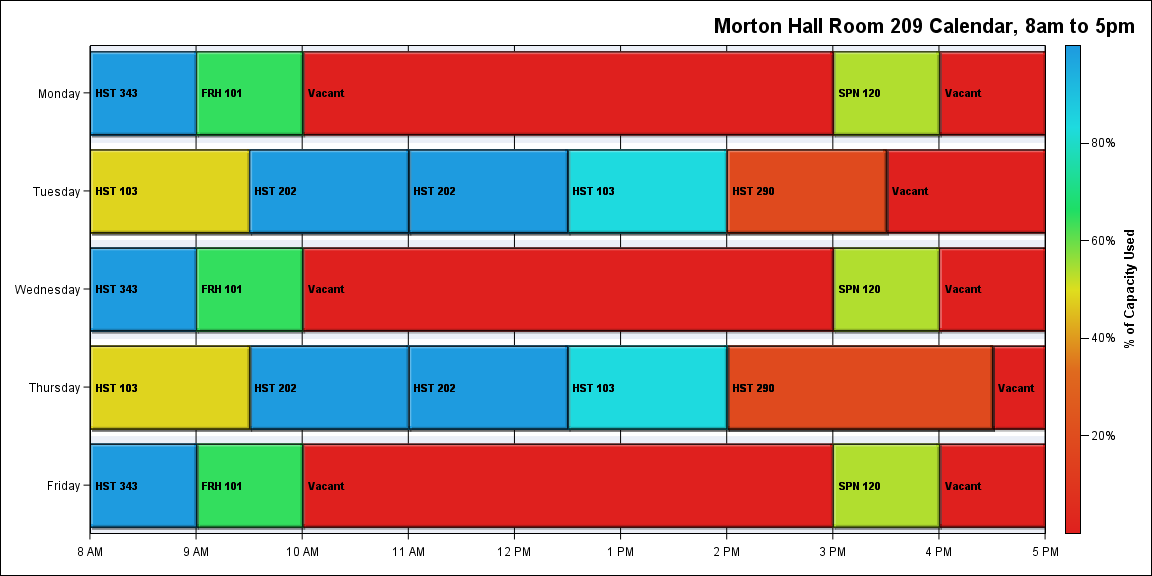 Morton Hall Room 209 Calendar, 8am to 5pm
Monday
HST 343
FRH 101
Vacant
SPN 120
Vacant
Tuesday
HST 103
HST 202
HST 202
HST 103
HST 290
Vacant
Wednesday
HST 343
FRH 101
Vacant
SPN 120
Vacant
Thursday
HST 103
HST 202
HST 202
HST 103
HST 290
Vacant
Friday
HST 343
FRH 101
Vacant
SPN 120
Vacant
8 AM
9 AM
10 AM
11 AM
12 PM
1 PM
2 PM
3 PM
4 PM
5 PM
80%
60%
40%
20%
% of Capacity Used